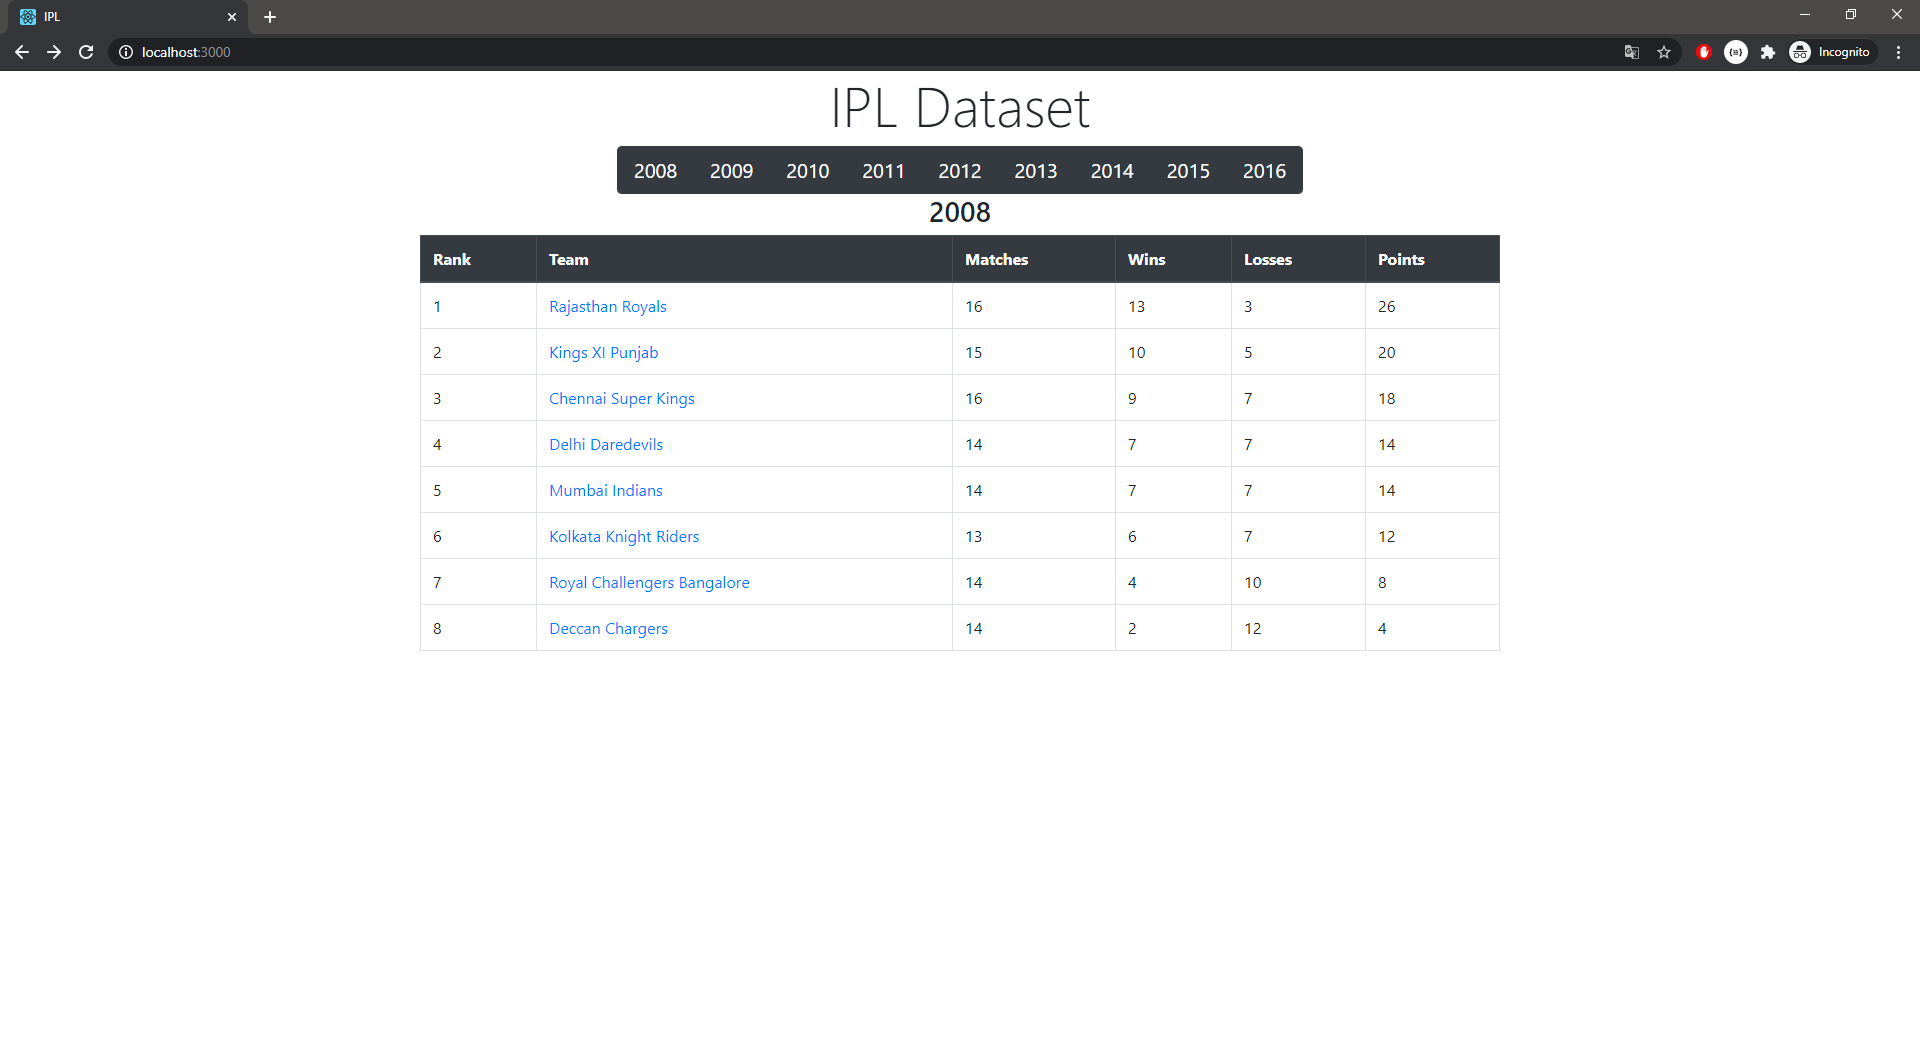 IPL
localhost:3000
Incognito
IPL Dataset
2008 2009 2010 2011 2012 2013 2014 2015 2016
2008
Rank Team Matches Wins Losses Points
1 Rajasthan Royals 16 13 3 26
2 Kings XI Punjab 15 10 5 20
3 Chennai Super Kings 16 9 7 18
4 Delhi Daredevils 14 7 7 14
5 Mumbai Indians 14 7 7 14
6 Kolkata Knight Riders 13 6 7 12
7 Royal Challengers Bangalore 14 4 10 8
8 Deccan Chargers 14 2 12 4